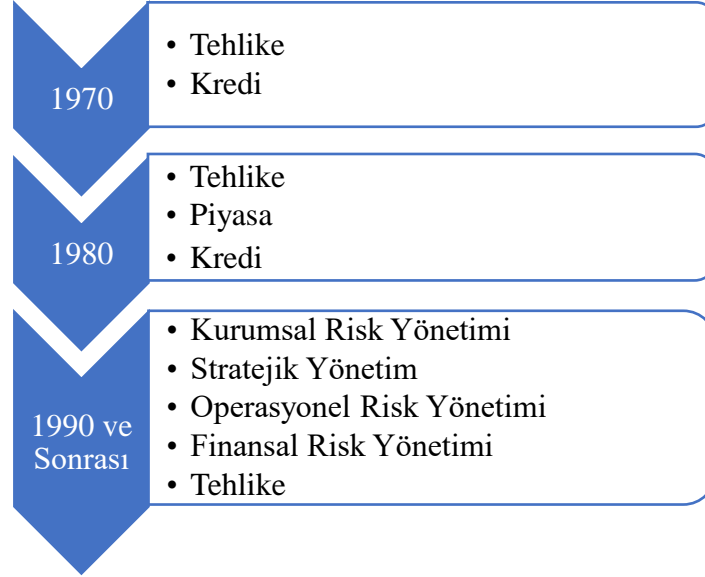 1970
• Tehlike
• Kredi
1980
• Tehlike
• Piyasa
• Kredi
1990 ve
Sonrası
• Kurumsal Risk Yönetimi
• Stratejik Yönetim
• Operasyonel Risk Yönetimi
• Finansal Risk Yönetimi
• Tehlike